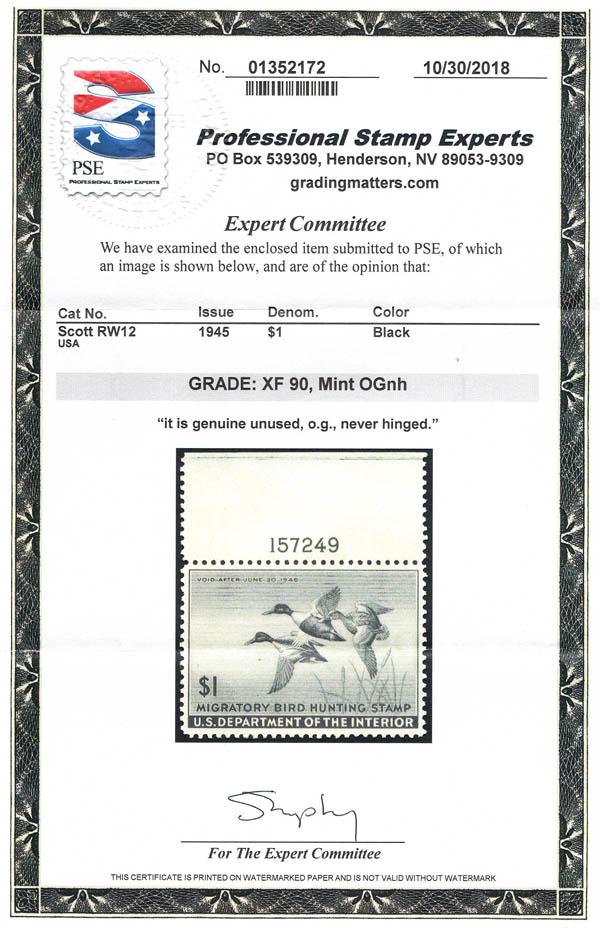 No. 01352172 10/30/2018
PSE
PROFESSIONAL STAMP EXPERTS
Professional Stamp Experts
PO Box 539309, Henderson, NV 89053-9309
gradingmatters.com
Expert Committee
We have examined the enclosed item submitted to PSE, of which
an image is shown below, and are of the opinion that:
Cat No. Issue Denom. Color
Scott RW12 1945 $1 Black
USA
GRADE: XF 90, Mint OGnh
“it is genuine unused, o.g., never hinged.”
157249
VOID-AFTER-JUNE-30,1946
$1
MIGRATORY BIRD HUNTING STAMP
U.S. DEPARTMENT OF THE INTERIOR
For The Expert Committee
THIS CERTIFICATE IS PRINTED ON WATERMARKED PAPER AND IS NOT VALID WITHOUT WATERMARK